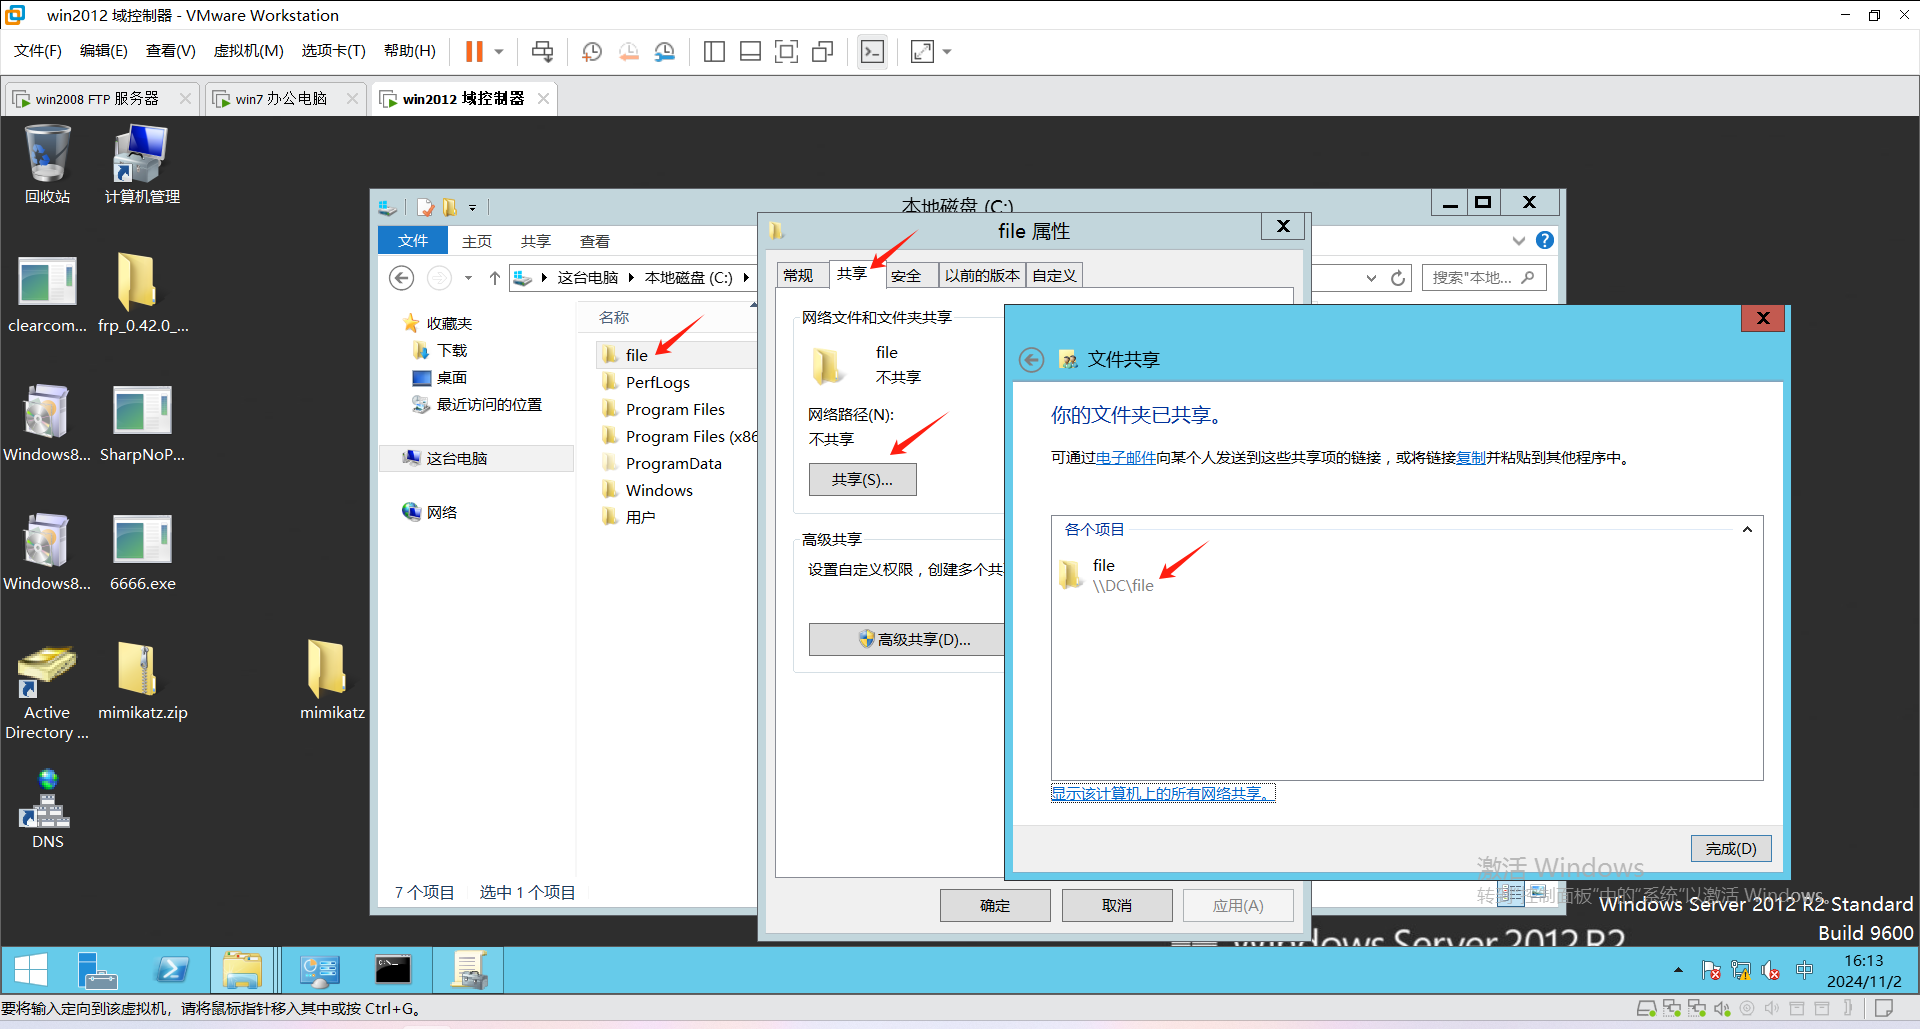 win2012 域控制器 - VMware Workstation
文件(F) 编辑(E) 查看(V) 虚拟机(M) 选项卡(T) 帮助(H)
win2008 FTP 服务器 win7 办公电脑 win2012 域控制器
回收站 计算机管理
clearcom... frp_0.42.0_...
Windows8... SharpNoP...
Windows8... 6666.exe
Active Directory ... mimikatz.zip mimikatz
DNS
本地磁盘 (C:)
文件 主页 共享 查看
这台电脑 本地磁盘 (C:) 搜索"本地...
收藏夹
下载
桌面
最近访问的位置
这台电脑
网络
名称
file
PerfLogs
Program Files
Program Files (x86
ProgramData
Windows
用户
7 个项目 选中 1 个项目
file 属性
常规 共享 安全 以前的版本 自定义
网络文件和文件夹共享
file
不共享
网络路径(N):
不共享
共享(S)...
高级共享
设置自定义权限，创建多个共
高级共享(D)...
确定 取消 应用(A)
文件共享
你的文件夹已共享。
可通过电子邮件向某个人发送到这些共享项的链接，或将链接复制并粘贴到其他程序中。
各个项目
file
\\DC\file
显示该计算机上的所有网络共享。
完成(D)
激活 Windows
转到"控制面板"中的"系统"以激活 Windows。
Windows Server 2012 R2 Standard
Build 9600
Windows Server 2012 R2
中 16:13
2024/11/2
要将输入定向到该虚拟机，请将鼠标指针移入其中或按 Ctrl+G。